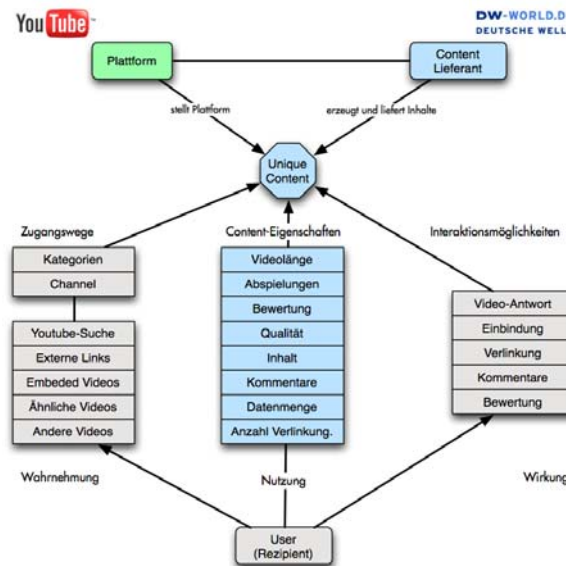 YouTube
DW-WORLD.D
DEUTSCHE WELL
Plattform
Content
Lieferant
stellt Plattform
erzeugt und liefert Inhalte
Unique
Content
Zugangswege
Content-Eigenschaften
Interaktionsmöglichkeiten
Kategorien
Channel
Youtube-Suche
Externe Links
Embeded Videos
Ähnliche Videos
Andere Videos
Videolänge
Abspielungen
Bewertung
Qualität
Inhalt
Kommentare
Datenmenge
Anzahl Verlinkung.
Video-Antwort
Einbindung
Verlinkung
Kommentare
Bewertung
Wahrnehmung
Nutzung
Wirkung
User
(Rezipient)